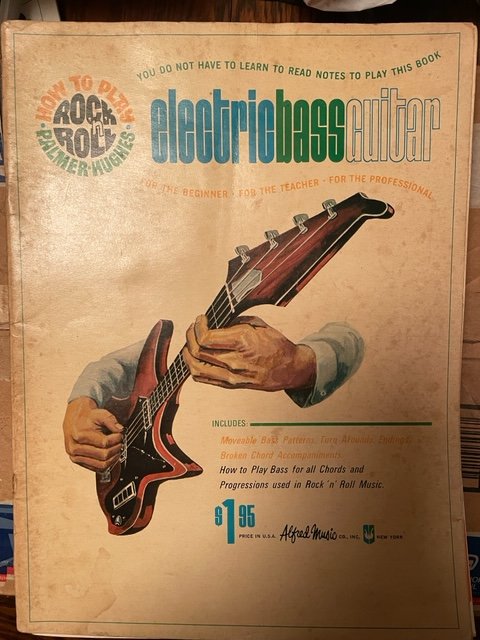 YOU DO NOT HAVE TO LEARN TO READ NOTES TO PLAY THIS BOOK
HOW TO PLAY
ROCK
'n'
ROLL
PALMER-HUGHES
electricbassguitar
FOR THE BEGINNER · FOR THE TEACHER · FOR THE PROFESSIONAL
INCLUDES:
Moveable Bass Patterns, Turn Arounds, Endings,
Broken Chord Accompaniments.
How to Play Bass for all Chords and
Progressions used in Rock 'n' Roll Music.
$1 95
PRICE IN U.S.A. Alfred Music CO., INC. NEW YORK